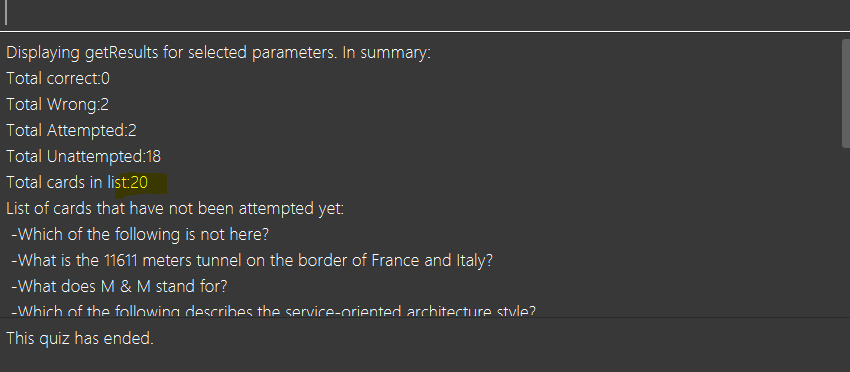 Displaying getResults for selected parameters. In summary:
Total correct:0
Total Wrong:2
Total Attempted:2
Total Unattempted:18
Total cards in list:20
List of cards that have not been attempted yet:
-Which of the following is not here?
-What is the 11611 meters tunnel on the border of France and Italy?
-What does M & M stand for?
-Which of the following describes the service-oriented architecture style?
This quiz has ended.